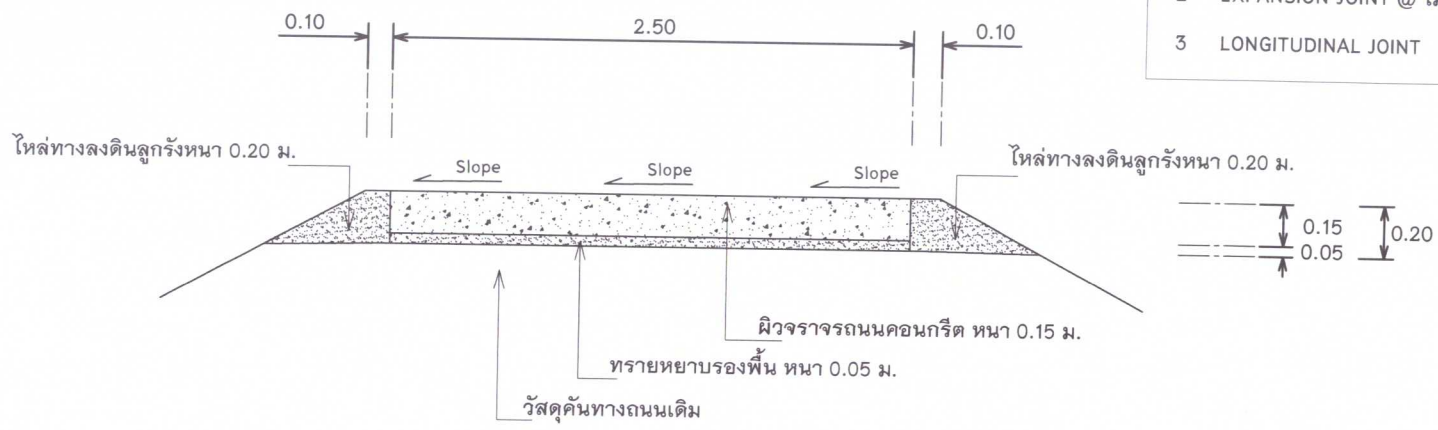 EXPANSION JOINT @
3 LONGITUDINAL JOINT
0.10
2.50
0.10
ไหล่ทางลงดินลูกรังหนา 0.20 ม.
Slope
Slope
Slope
ไหล่ทางลงดินลูกรังหนา 0.20 ม.
0.15
0.20
0.05
ผิวจราจรถนนคอนกรีต หนา 0.15 ม.
ทรายหยาบรองพื้น หนา 0.05 ม.
วัสดุคันทางถนนเดิม